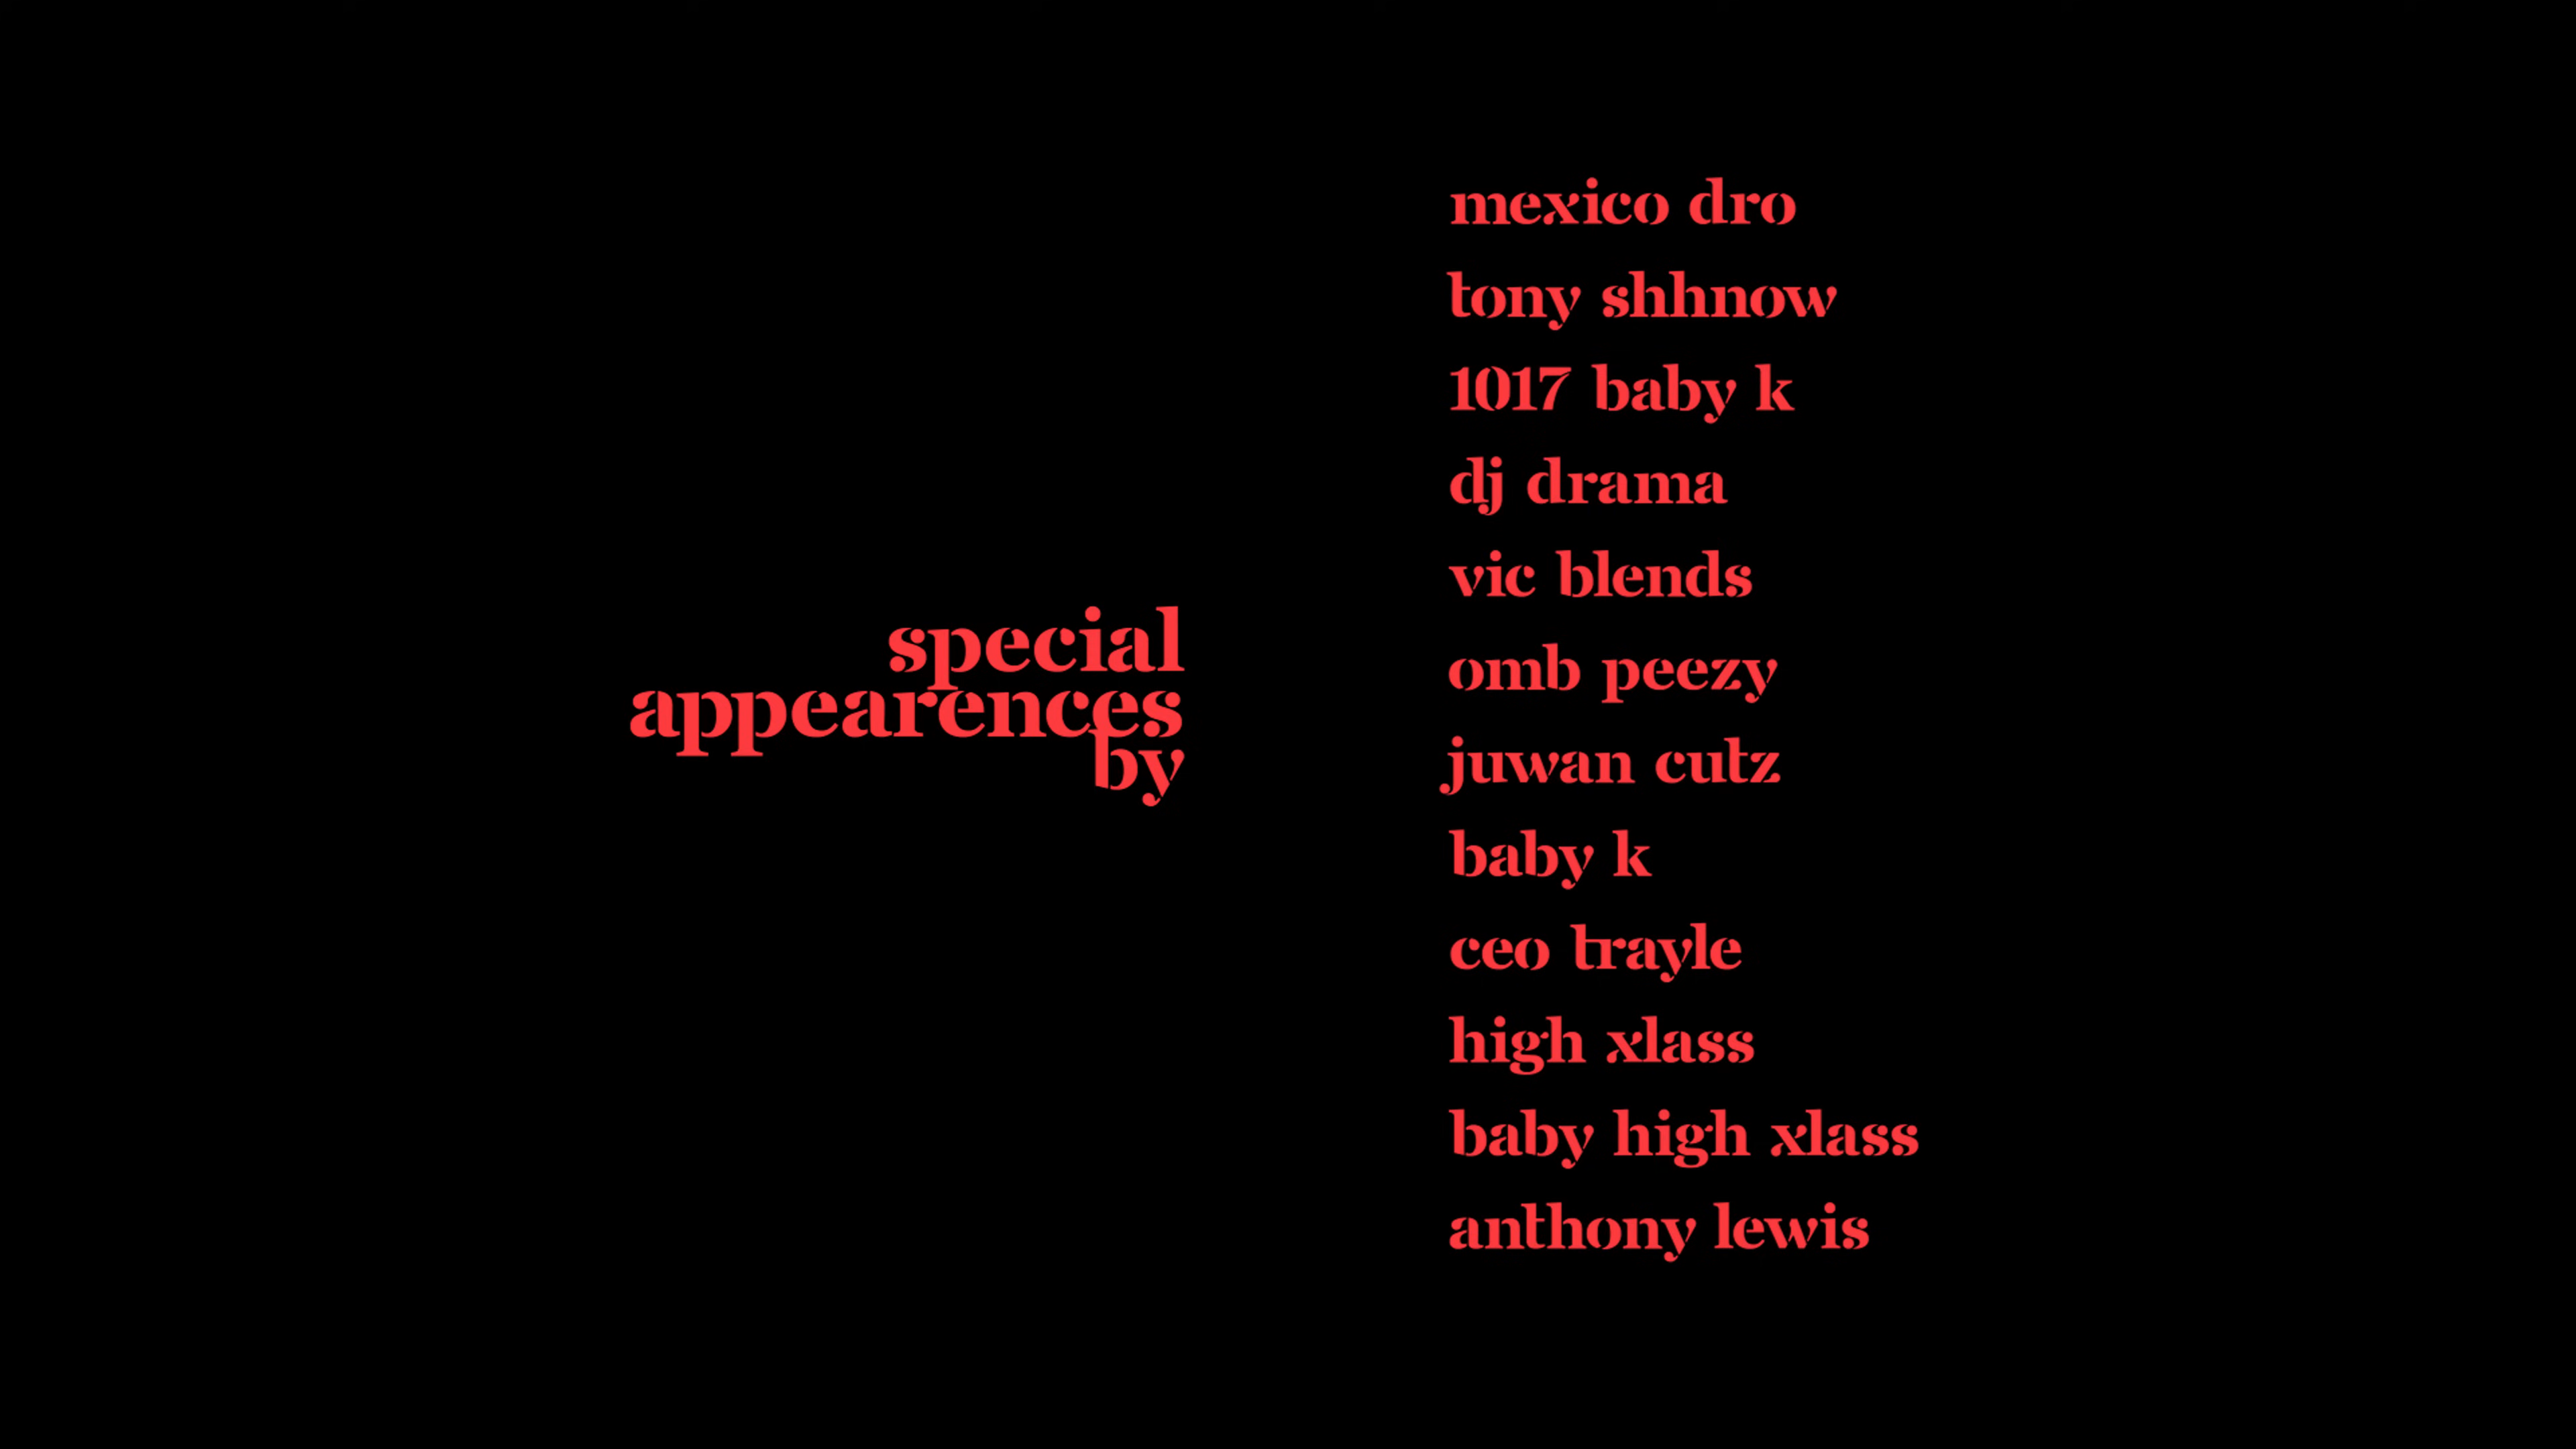 special
appearences
by
mexico dro
tony shhnow
1017 baby k
dj drama
vic blends
omb peezy
juwan cutz
baby k
ceo trayle
high xlass
baby high xlass
anthony lewis